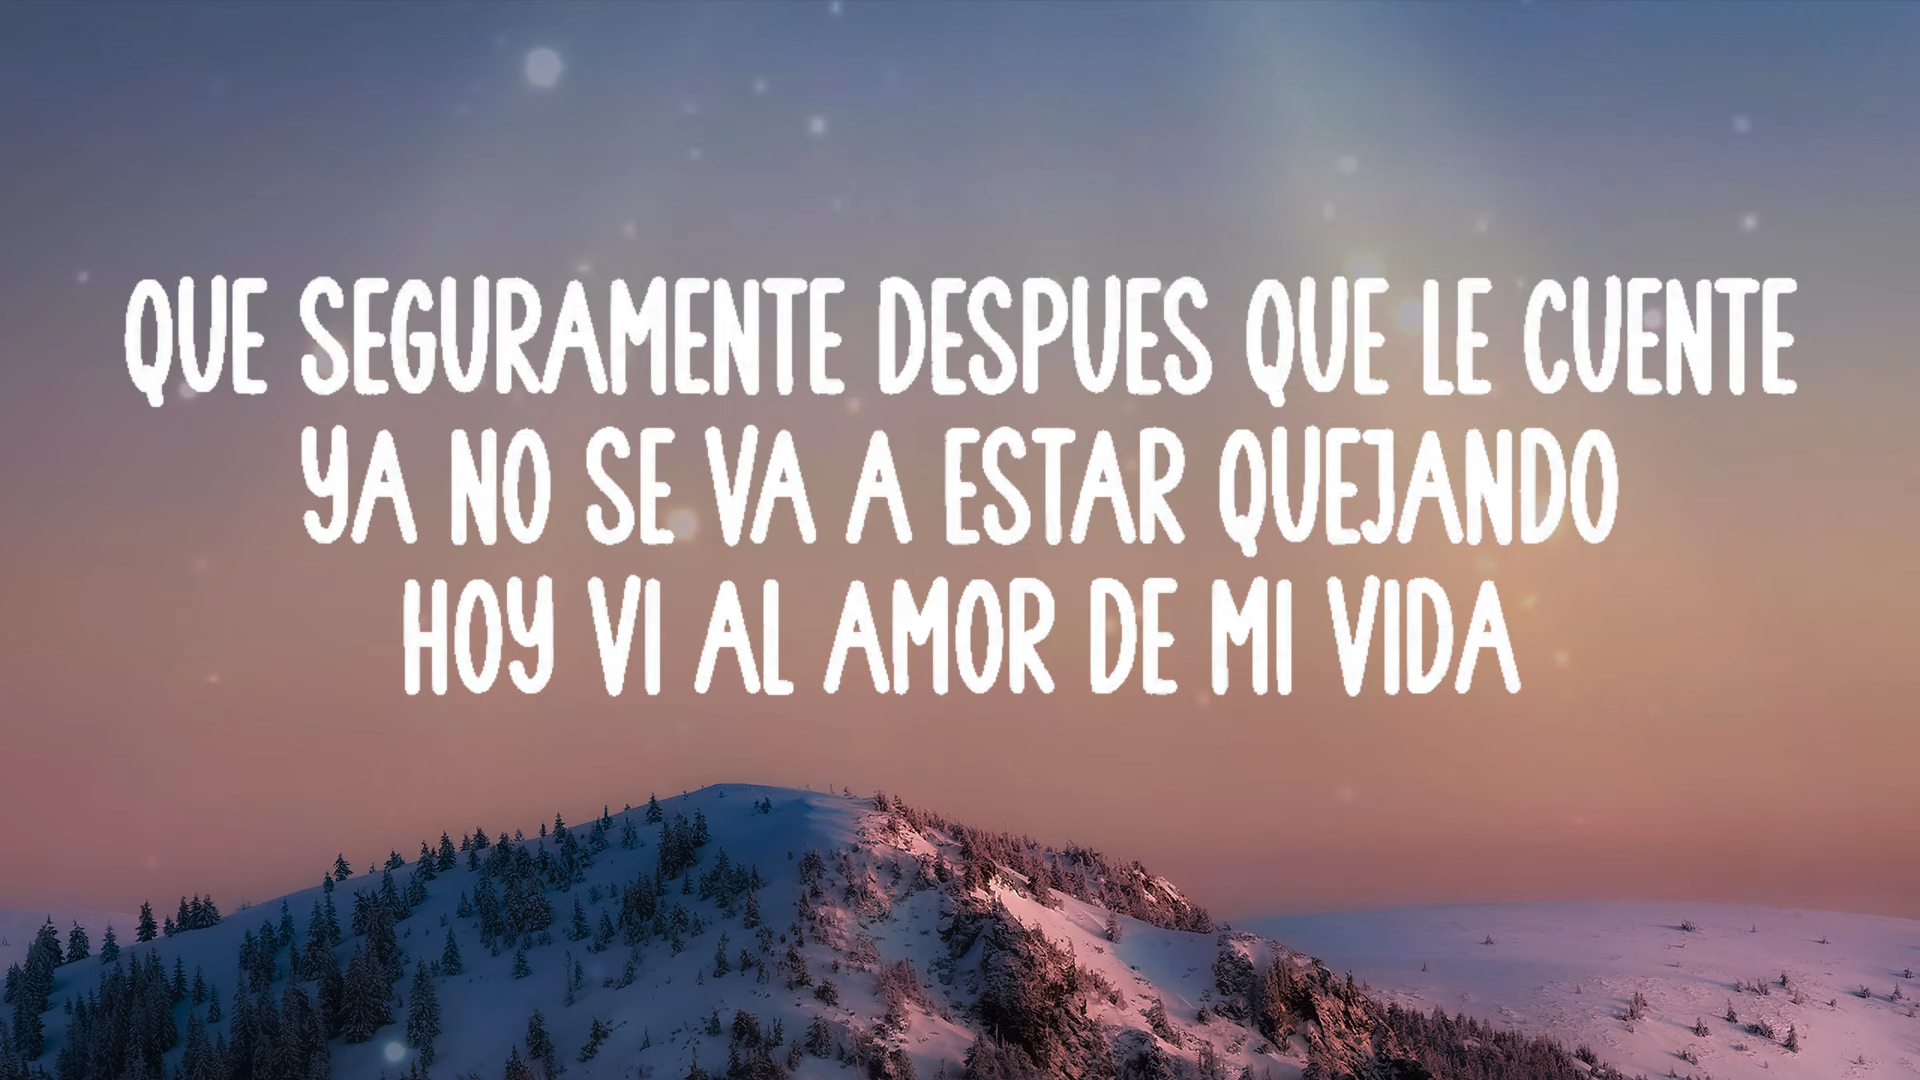 QUE SEGURAMENTE DESPUES QUE LE CUENTE
YA NO SE VA A ESTAR QUEJANDO
HOY VI AL AMOR DE MI VIDA